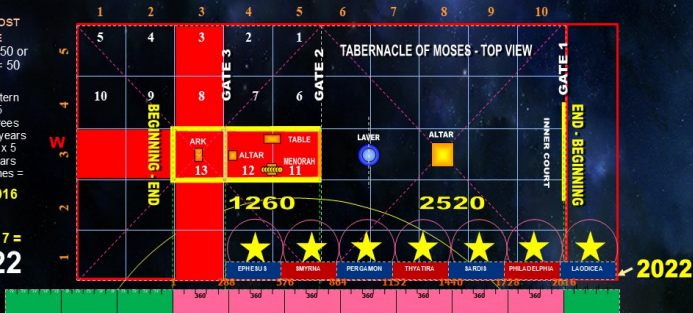 1 2 3 4 5 6 7 8 9 10
OST
E
50 or
= 50
5 4 3 2 1
TABERNACLE OF MOSES - TOP VIEW
5
GATE 3
GATE 2
GATE 1
10 9 8 7 6
4
BEGINNING - END
END - BEGINNING
INNER COURT
tern
5
rees
years
x 5
ars
nes =
W
3
ARK
13
ALTAR
12
TABLE
MENORAH
11
LAVER
ALTAR
016
2
1260
2520
7 =
22
1
EPHESUS
SMYRNA
PERGAMON
THYATIRA
SARDIS
PHILADELPHIA
LAODICEA
2022
1 288 576 864 1152 1440 1728 2016
360 360 360 360 360 360 360